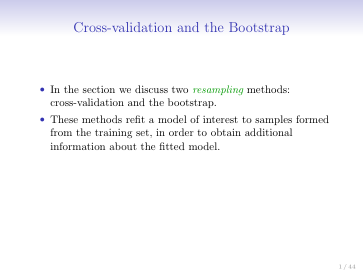 Cross-validation and the Bootstrap
• In the section we discuss two resampling methods:
cross-validation and the bootstrap.
• These methods refit a model of interest to samples formed
from the training set, in order to obtain additional
information about the fitted model.
1 / 44